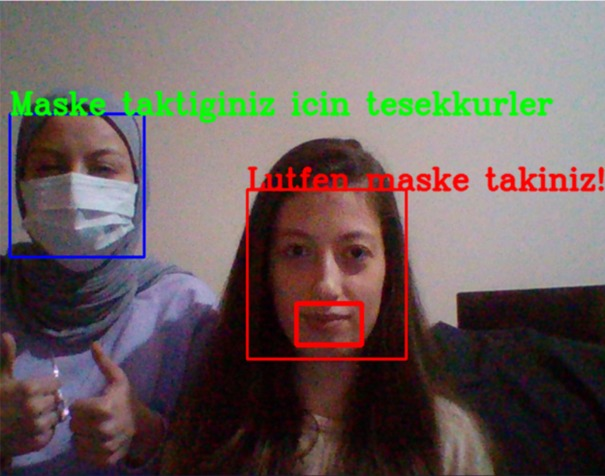 Maske taktiginiz icin tesekkurler
Lutfen maske takiniz!